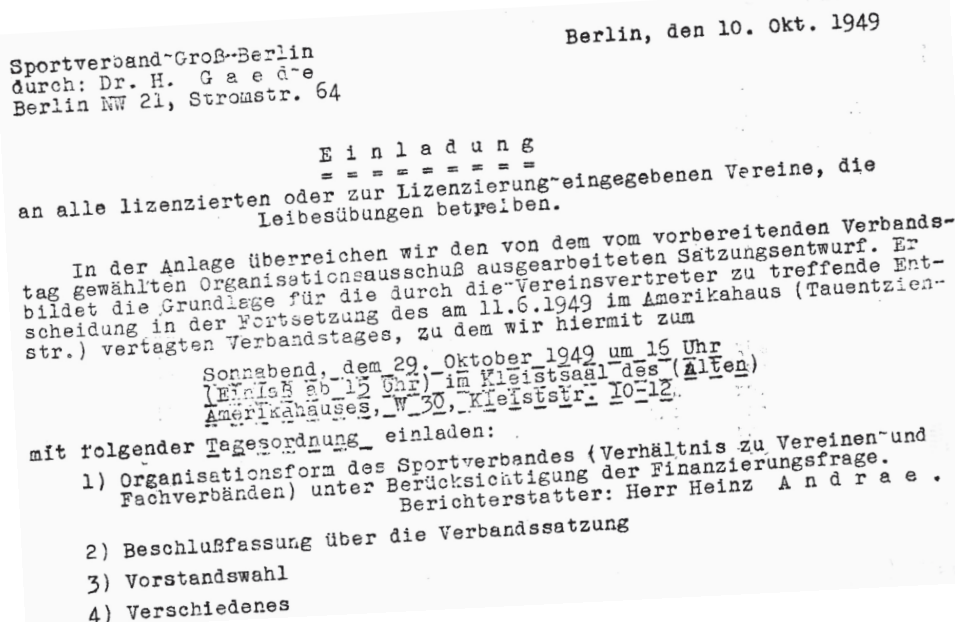 Berlin, den 10. Okt. 1949
Sportverband-Groß-Berlin
durch: Dr. H. G a e d e
Berlin NW 21, Stromstr. 64
E i n l a d u n g
= = = = = = = = =
an alle lizenzierten oder zur Lizenzierung eingegebenen Vereine, die
Leibesübungen betreiben.
In der Anlage überreichen wir den von dem vom vorbereitenden Verbands-
tag gewählten Organisationsausschuß ausgearbeiteten Satzungsentwurf. Er
bildet die Grundlage für die durch die Vereinsvertreter zu treffende Ent-
scheidung in der Fortsetzung des am 11.6.1949 im Amerikahaus (Tauentzien-
str.) vertagten Verbandstages, zu dem wir hiermit zum
Sonnabend, dem 29. Oktober 1949 um 16 Uhr
(Einlaß ab 15 Uhr) im Kleistsaal des (Alten)
Amerikahauses, W 30, Kleiststr. 10-12
mit folgender Tagesordnung einladen:
1) Organisationsform des Sportverbandes (Verhältnis zu Vereinen und
Fachverbänden) unter Berücksichtigung der Finanzierungsfrage.
Berichterstatter: Herr Heinz A n d r a e .
2) Beschlußfassung über die Verbandssatzung
3) Vorstandswahl
4) Verschiedenes